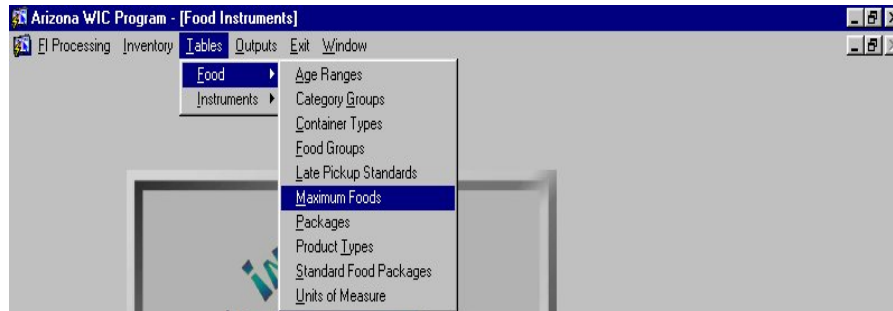 Arizona WIC Program - [Food Instruments]
FI Processing Inventory Tables Outputs Exit Window
Food
Instruments
Age Ranges
Category Groups
Container Types
Food Groups
Late Pickup Standards
Maximum Foods
Packages
Product Types
Standard Food Packages
Units of Measure